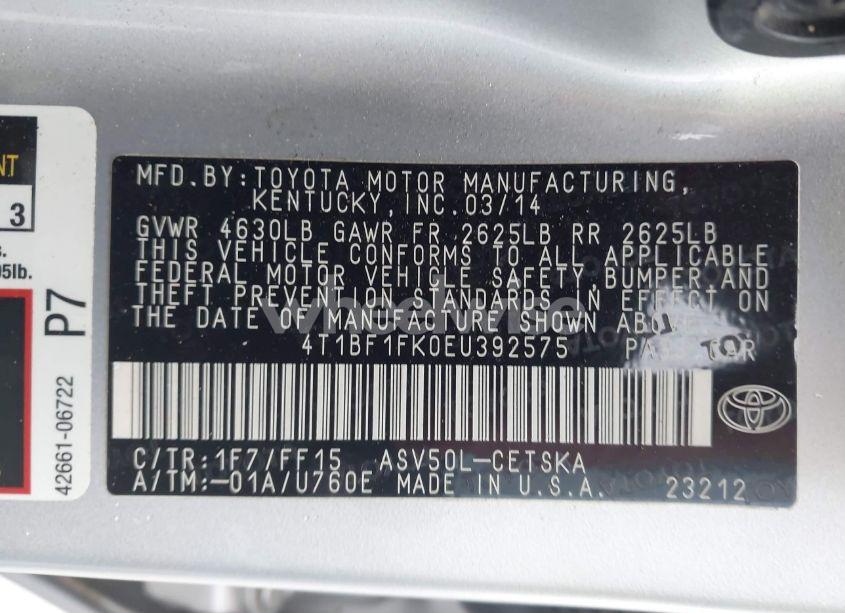 MFD.BY:TOYOTA MOTOR MANUFACTURING,
KENTUCKY,INC.03/14
GVWR 4630LB GAWR FR 2625LB RR 2625LB
THIS VEHICLE CONFORMS TO ALL APPLICABLE
FEDERAL MOTOR VEHICLE SAFETY,BUMPER,AND
THEFT PREVENTION STANDARDS IN EFFECT ON
THE DATE OF MANUFACTURE SHOWN ABOVE.
4T1BF1FK0EU392575 PASS CAR
C/TR:1F7/FF15 ASV50L-CETSKA
A/TM:-01A/U760E MADE IN U.S.A. 23212
3
P7
42661-06722